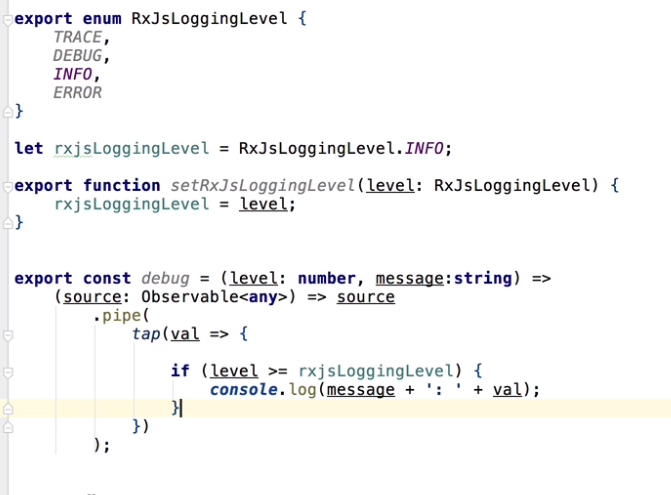 export enum RxJsLoggingLevel {
    TRACE,
    DEBUG,
    INFO,
    ERROR
}
let rxjsLoggingLevel = RxJsLoggingLevel.INFO;
export function setRxJsLoggingLevel(level: RxJsLoggingLevel) {
    rxjsLoggingLevel = level;
}
export const debug = (level: number, message:string) =>
    (source: Observable<any>) => source
        .pipe(
            tap(val => {
                if (level >= rxjsLoggingLevel) {
                    console.log(message + ': ' + val);
                }
            })
        );